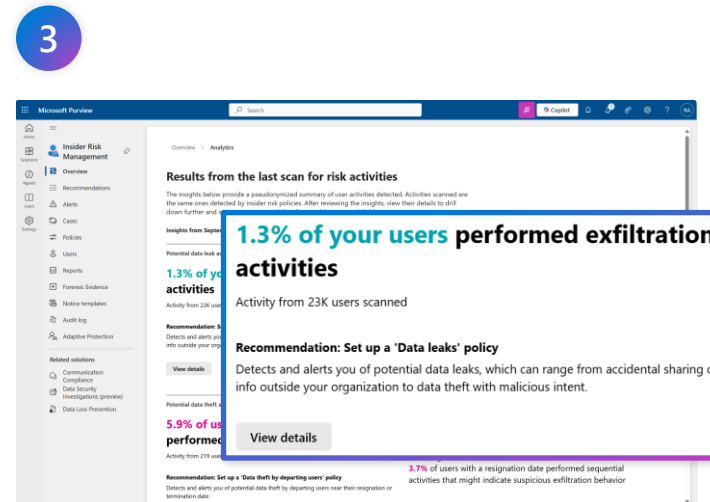 3
Microsoft Purview
Search
Copilot
Home
Solutions
Agents
Learn
Settings
Insider Risk
Management
Overview
Recommendations
Alerts
Cases
Policies
Users
Reports
Forensic Evidence
Notice templates
Audit log
Adaptive Protection
Related solutions
Communication
Compliance
Data Security
Investigations (preview)
Data Loss Prevention
Overview > Analytics
Results from the last scan for risk activities
The insights below provide a pseudonymized summary of user activities detected. Activities scanned are
the same ones detected by insider risk policies. After reviewing the insights, view their details to drill
down further and
Insights from
Potential data leak
1.3% of
activities
Activity from 23K
Recommendation:
Detects and alerts
info outside your
View details
Potential data theft
5.9% of
performed
Activity from 219
Recommendation: Set up a 'Data theft by departing users' policy
Detects and alerts you of potential data theft by departing users near their resignation or
termination date.
1.3% of your users performed exfiltration
activities
Activity from 23K users scanned
Recommendation: Set up a 'Data leaks' policy
Detects and alerts you of potential data leaks, which can range from accidental sharing
info outside your organization to data theft with malicious intent.
View details
3.7% of users with a resignation date performed sequential
activities that might indicate suspicious exfiltration behavior